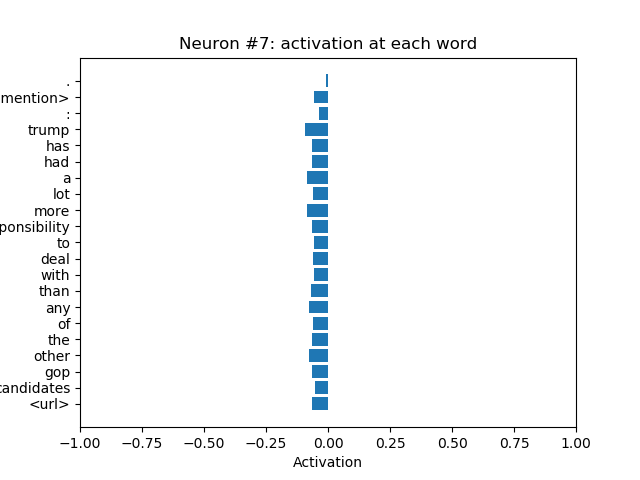 Neuron #7: activation at each word
.
mention>
:
trump
has
had
a
lot
more
ponsibility
to
deal
with
than
any
of
the
other
gop
candidates
<url>
−1.00 −0.75 −0.50 −0.25 0.00 0.25 0.50 0.75 1.00
Activation